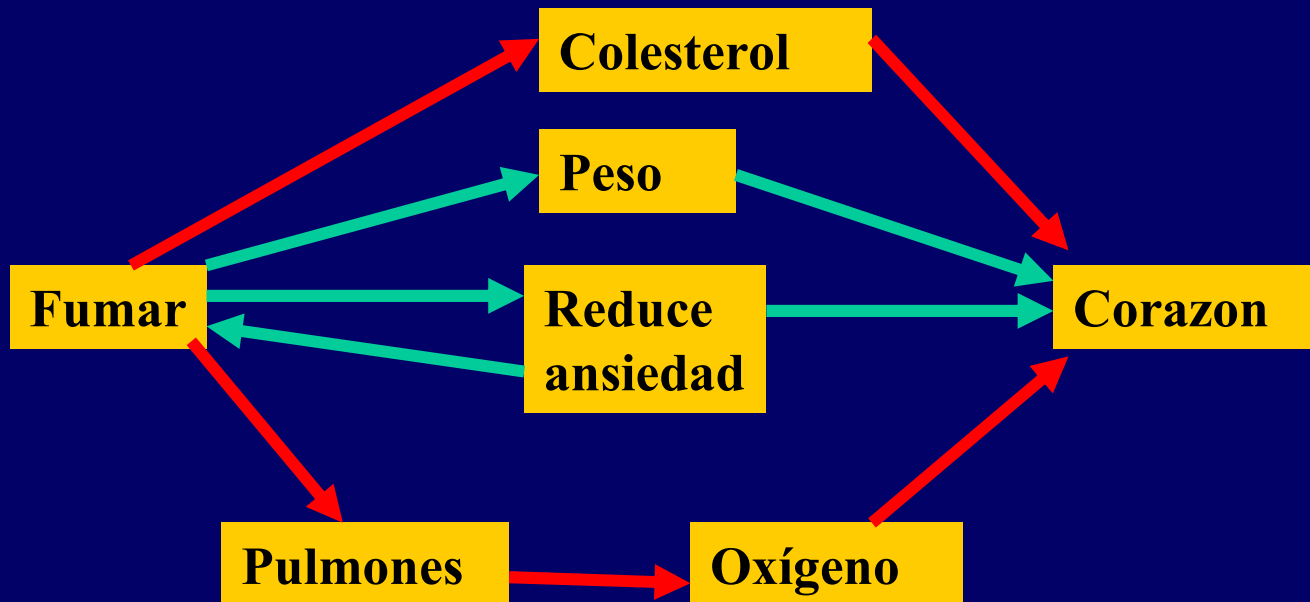 Colesterol
Peso
Fumar
Reduce
ansiedad
Corazon
Pulmones
Oxígeno